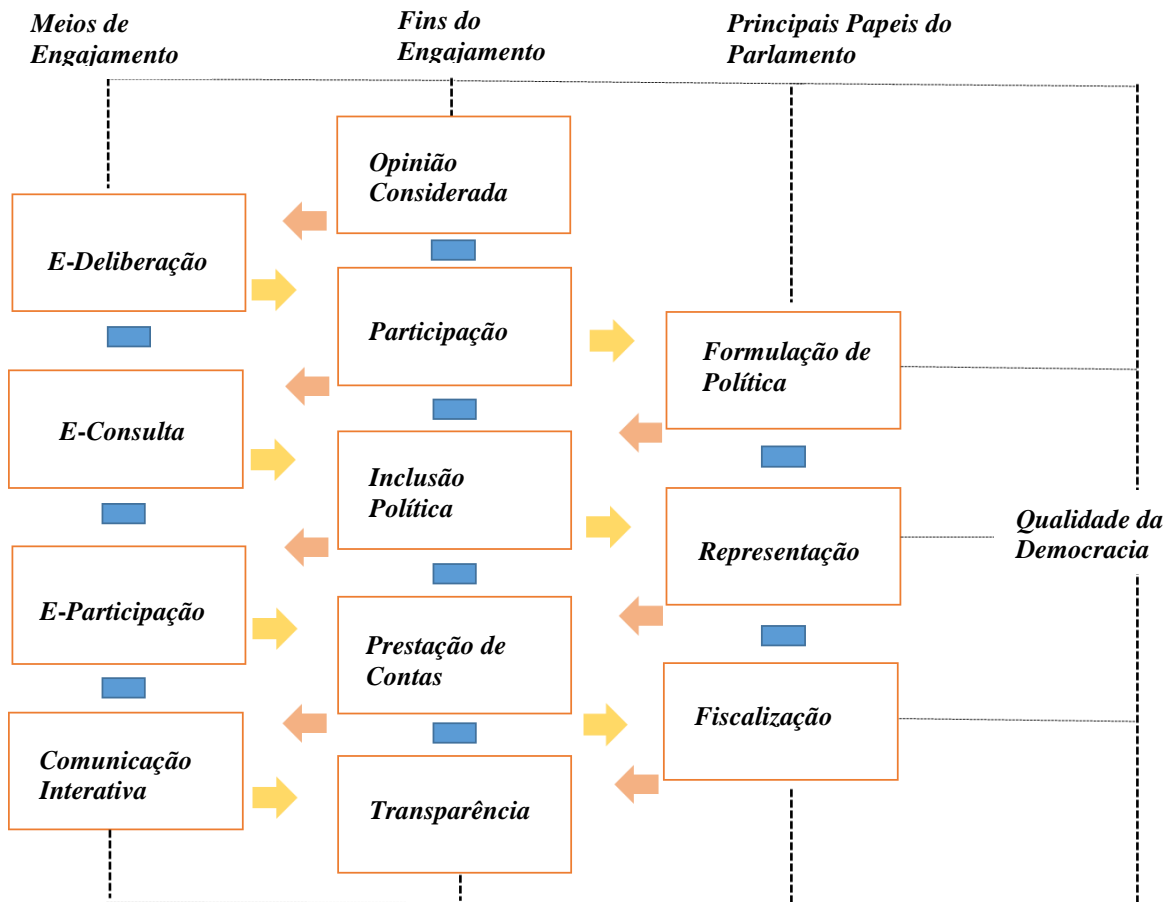 Meios de
Engajamento
Fins do
Engajamento
Principais Papeis do
Parlamento
Opinião
Considerada
E-Deliberação
Participação
Formulação de
Política
E-Consulta
Inclusão
Política
Representação
Qualidade da
Democracia
E-Participação
Prestação de
Contas
Fiscalização
Comunicação
Interativa
Transparência